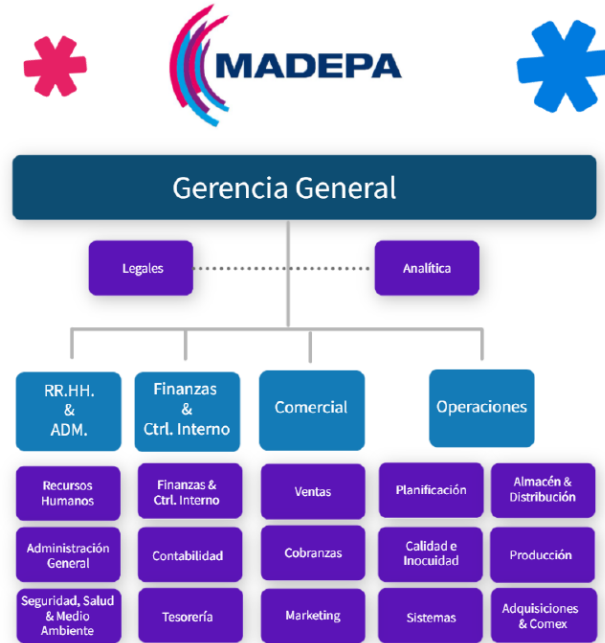 MADEPA
Gerencia General
Legales
Analítica
RR.HH.
&
ADM.
Finanzas
&
Ctrl. Interno
Comercial
Operaciones
Recursos
Humanos
Finanzas &
Ctrl. Interno
Ventas
Planificación
Almacén &
Distribución
Administración
General
Contabilidad
Cobranzas
Calidad e
Inocuidad
Producción
Seguridad, Salud
& Medio
Ambiente
Tesorería
Marketing
Sistemas
Adquisiciones
& Comex